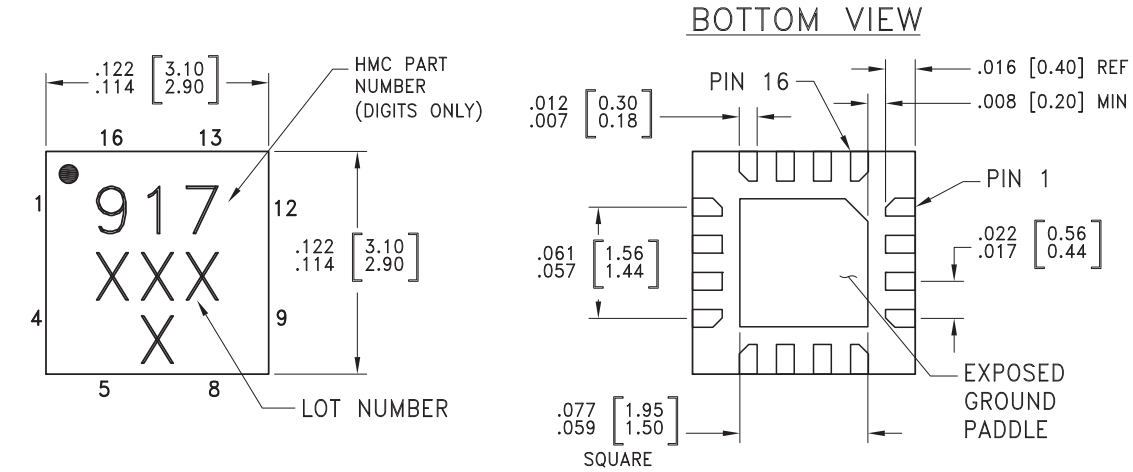 BOTTOM VIEW
.122 [3.10]
.114 [2.90]
HMC PART
NUMBER
(DIGITS ONLY)
16 13
1
917
12
XXX
X
4
9
5 8
LOT NUMBER
.122 [3.10]
.114 [2.90]
PIN 16
.012 [0.30]
.007 [0.18]
.016 [0.40] REF
.008 [0.20] MIN
PIN 1
.061 [1.56]
.057 [1.44]
.022 [0.56]
.017 [0.44]
EXPOSED
GROUND
PADDLE
.077 [1.95]
.059 [1.50]
SQUARE